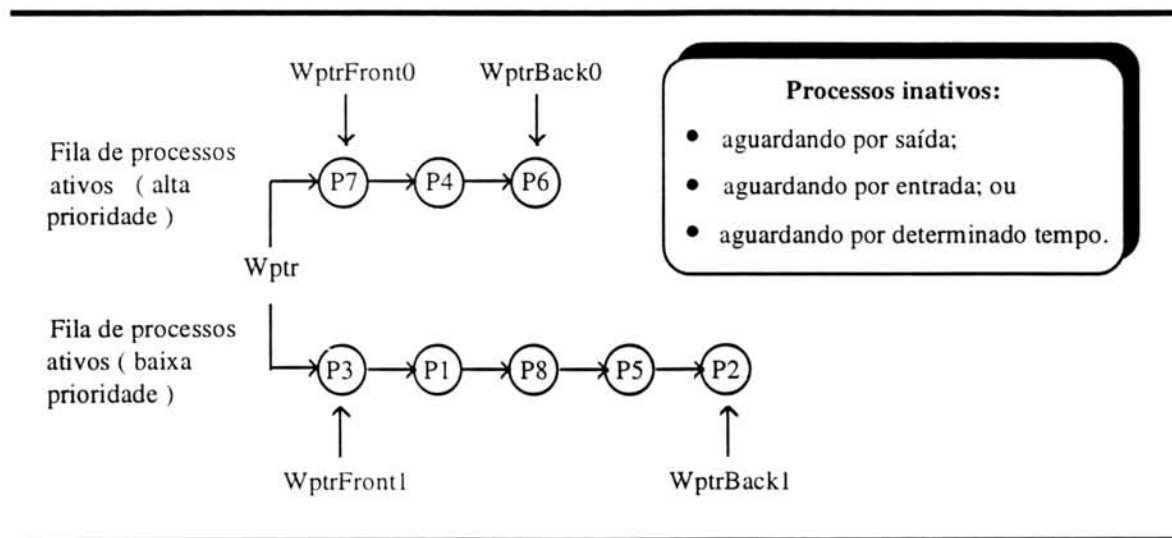 WptrFront0
WptrBack0
Fila de processos
ativos ( alta
prioridade )
P7
P4
P6
Wptr
Fila de processos
ativos ( baixa
prioridade )
P3
P1
P8
P5
P2
WptrFront1
WptrBack1
Processos inativos:
• aguardando por saída;
• aguardando por entrada; ou
• aguardando por determinado tempo.